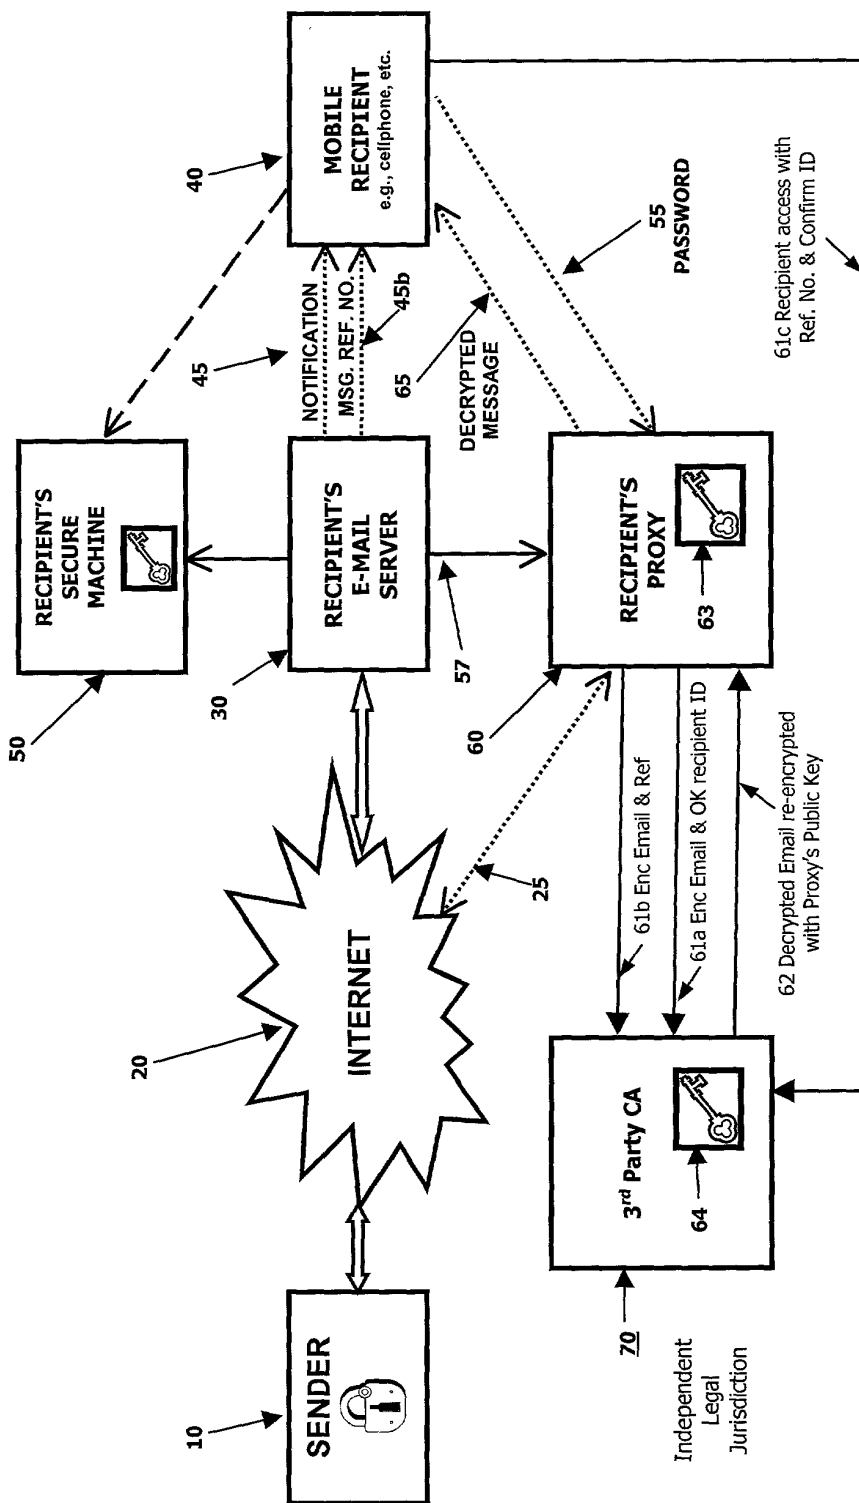 10
SENDER
20
INTERNET
25
30
RECIPIENT'S
E-MAIL
SERVER
50
RECIPIENT'S
SECURE
MACHINE
45
NOTIFICATION
MSG. REF. NO.
45b
40
MOBILE
RECIPIENT
e.g., cellphone, etc.
57
65
DECRYPTED
MESSAGE
55
PASSWORD
60
RECIPIENT'S
PROXY
63
61b Enc Email & Ref
61a Enc Email & OK recipient ID
62 Decrypted Email re-encrypted
with Proxy's Public Key
61c Recipient access with
Ref. No. & Confirm ID
3rd Party CA
64
70
Independent
Legal
Jurisdiction